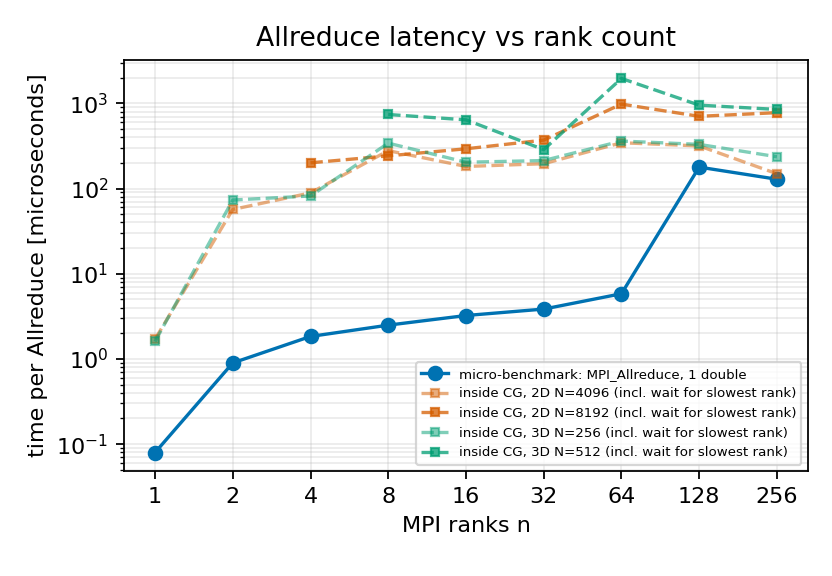 Allreduce latency vs rank count
time per Allreduce [microseconds]
10³
10²
10¹
10⁰
10⁻¹
micro-benchmark: MPI_Allreduce, 1 double
inside CG, 2D N=4096 (incl. wait for slowest rank)
inside CG, 2D N=8192 (incl. wait for slowest rank)
inside CG, 3D N=256 (incl. wait for slowest rank)
inside CG, 3D N=512 (incl. wait for slowest rank)
1 2 4 8 16 32 64 128 256
MPI ranks n